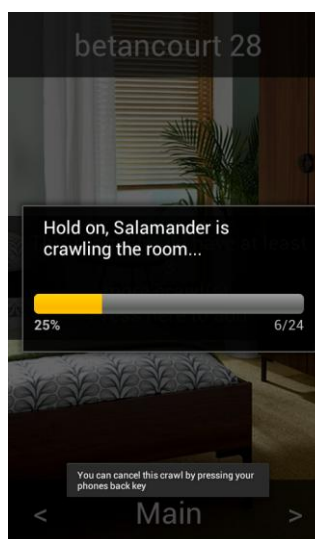 betancourt 28
Hold on, Salamander is
crawling the room...
25%
6/24
You can cancel this crawl by pressing your
phones back key
< Main >